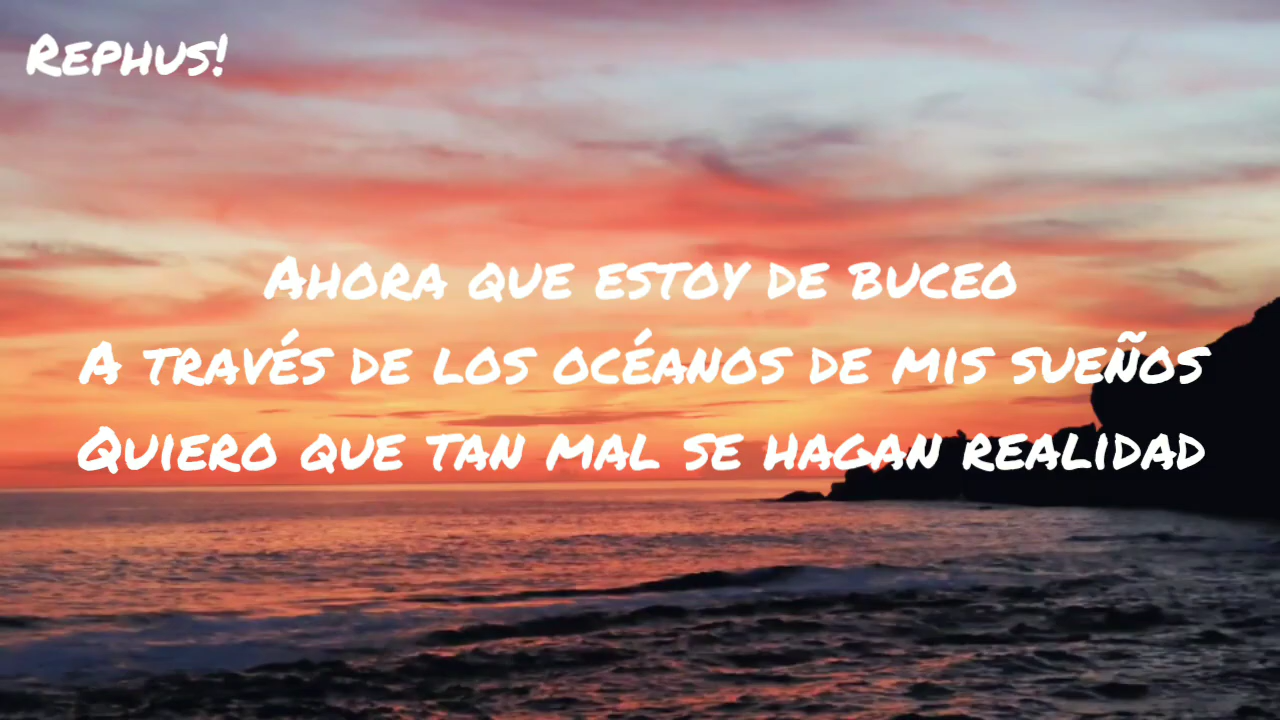 Rephus!
Ahora que estoy de buceo
A través de los océanos de mis sueños
Quiero que tan mal se hagan realidad